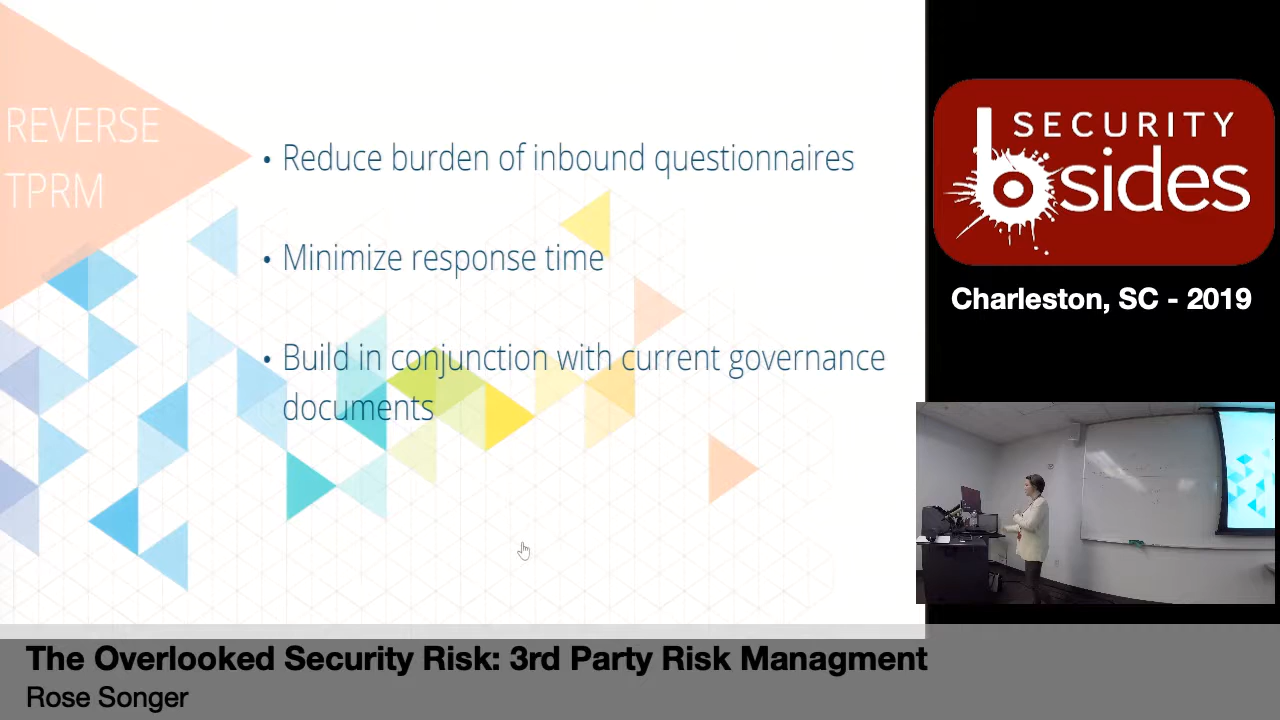 REVERSE
TPRM
• Reduce burden of inbound questionnaires
• Minimize response time
• Build in conjunction with current governance
documents
SECURITY
bsides
Charleston, SC - 2019
The Overlooked Security Risk: 3rd Party Risk Managment
Rose Songer